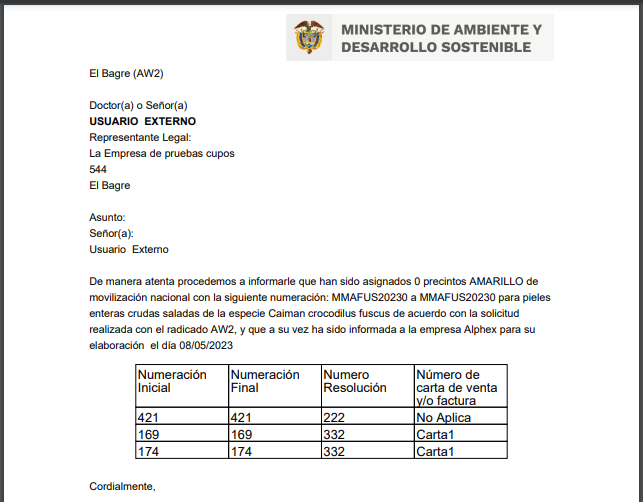 MINISTERIO DE AMBIENTE Y
DESARROLLO SOSTENIBLE
El Bagre (AW2)
Doctor(a) o Señor(a)
USUARIO EXTERNO
Representante Legal:
La Empresa de pruebas cupos
544
El Bagre
Asunto:
Señor(a):
Usuario Externo
De manera atenta procedemos a informarle que han sido asignados 0 precintos AMARILLO de
movilización nacional con la siguiente numeración: MMAFUS20230 a MMAFUS20230 para pieles
enteras crudas saladas de la especie Caiman crocodilus fuscus de acuerdo con la solicitud
realizada con el radicado AW2, y que a su vez ha sido informada a la empresa Alphex para su
elaboración el día 08/05/2023
Numeración Inicial Numeración Final Numero Resolución Número de carta de venta y/o factura
421 421 222 No Aplica
169 169 332 Carta1
174 174 332 Carta1
Cordialmente,